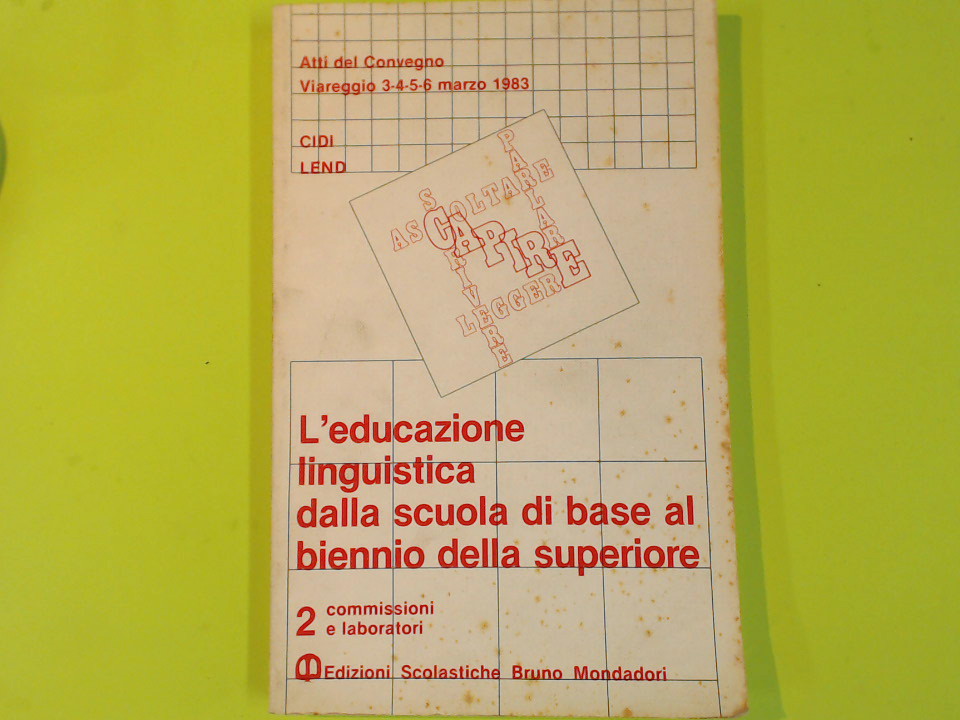 Atti del Convegno
Viareggio 3-4-5-6 marzo 1983
CIDI
LEND
PARLARE
ASCOLTARE
SCRIVERE
CAPIRE
LEGGERE
L'educazione
linguistica
dalla scuola di base al
biennio della superiore
2 commissioni
e laboratori
Edizioni Scolastiche Bruno Mondadori